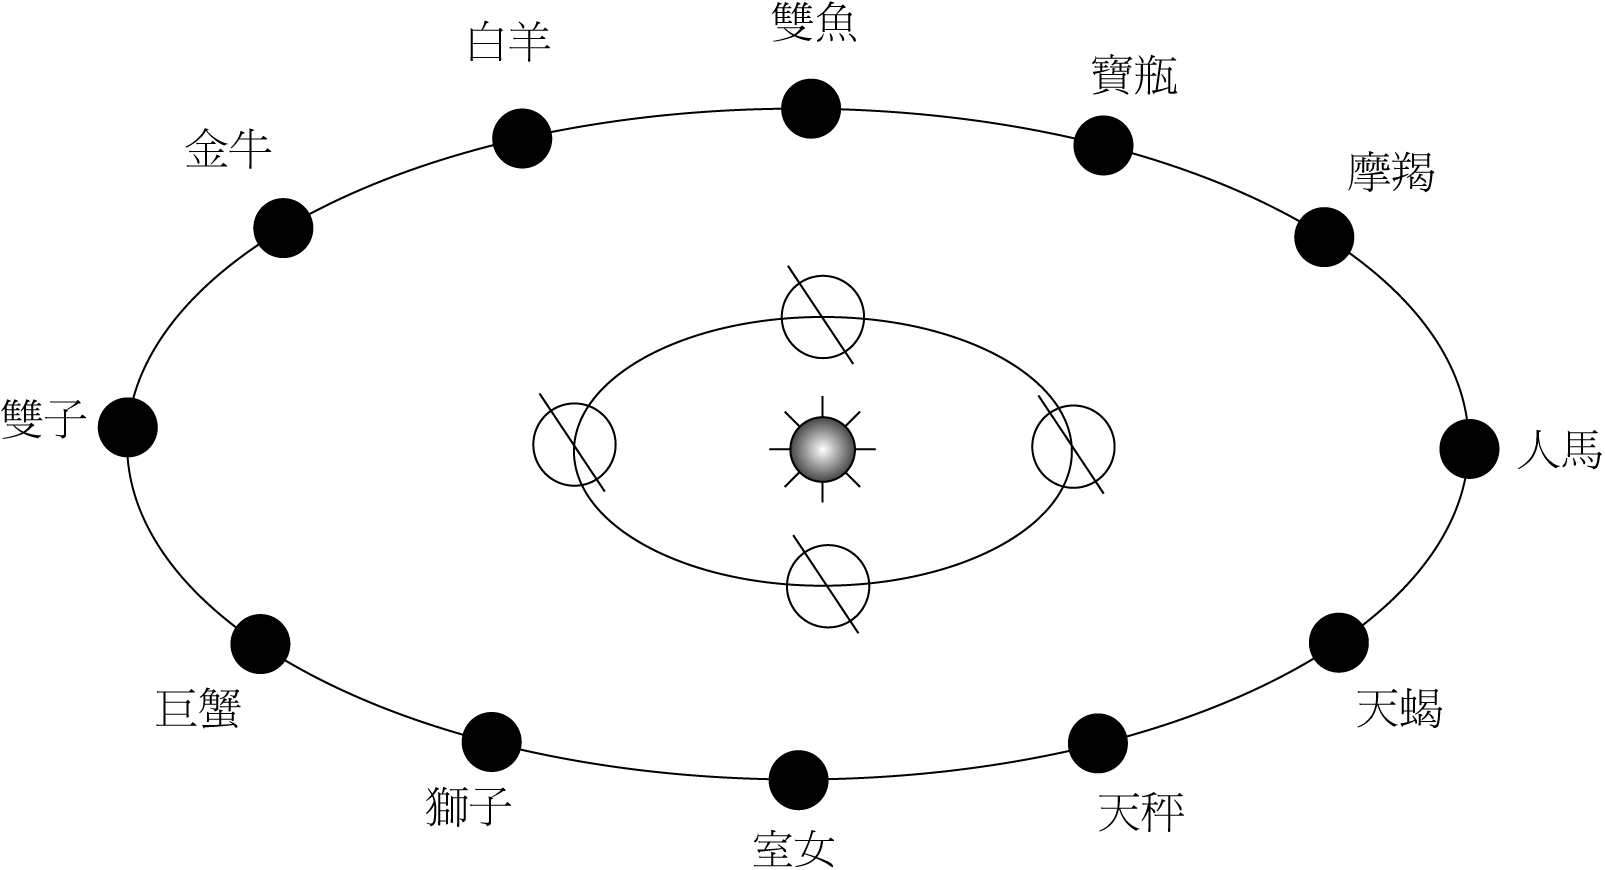 雙魚
白羊
寶瓶
金牛
摩羯
雙子
人馬
巨蟹
天蝎
獅子
天秤
室女